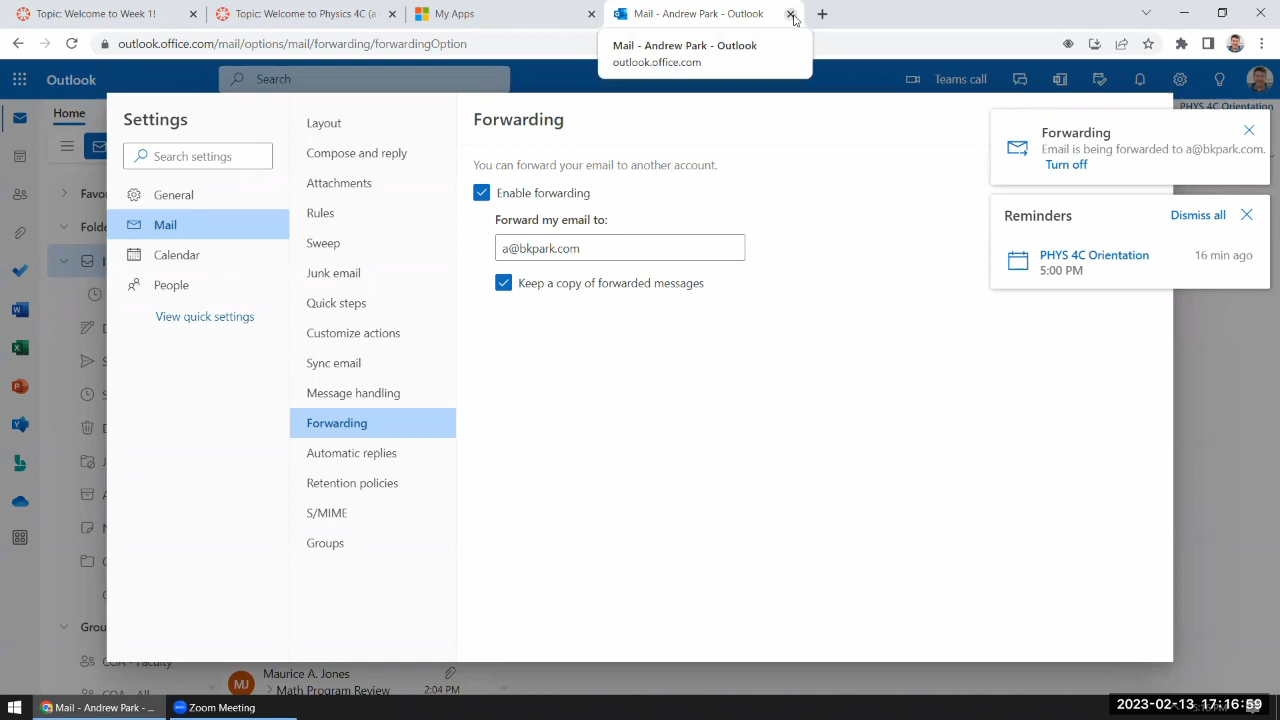 Topic: Welcome to Week 1!
Topic: Welcome to Physics 4C (a
My Apps
Mail - Andrew Park - Outlook
outlook.office.com/mail/options/mail/forwarding/forwardingOption
Mail - Andrew Park - Outlook
outlook.office.com
Outlook
Search
Teams call
Home
PHYS 4C Orientation
Settings
Search settings
General
Mail
Calendar
People
View quick settings
Layout
Compose and reply
Attachments
Rules
Sweep
Junk email
Quick steps
Customize actions
Sync email
Message handling
Forwarding
Automatic replies
Retention policies
S/MIME
Groups
Forwarding
You can forward your email to another account.
Enable forwarding
Forward my email to:
a@bkpark.com
Keep a copy of forwarded messages
Forwarding
Email is being forwarded to a@bkpark.com.
Turn off
Reminders
Dismiss all
PHYS 4C Orientation
16 min ago
5:00 PM
Favo
Folde
Grou
MJ
Maurice A. Jones
Math Program Review
2:04 PM
Mail - Andrew Park - ...
Zoom Meeting
2023-02-13 17:16:59